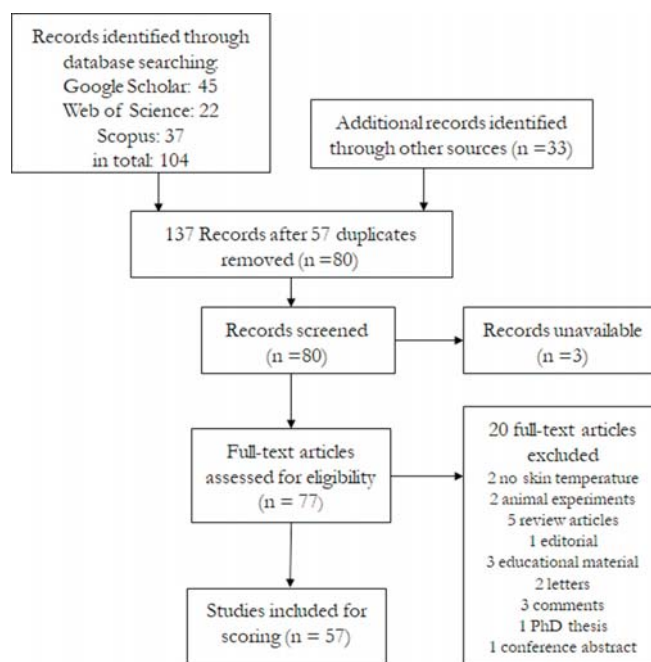 Records identified through
database searching:
Google Scholar: 45
Web of Science: 22
Scopus: 37
in total: 104
Additional records identified
through other sources (n =33)
137 Records after 57 duplicates
removed (n =80)
Records screened
(n =80)
Records unavailable
(n =3)
Full-text articles
assessed for eligibility
(n = 77)
20 full-text articles
excluded
2 no skin temperature
2 animal experiments
5 review articles
1 editorial
3 educational material
2 letters
3 comments
1 PhD thesis
1 conference abstract
Studies included for
scoring (n = 57)